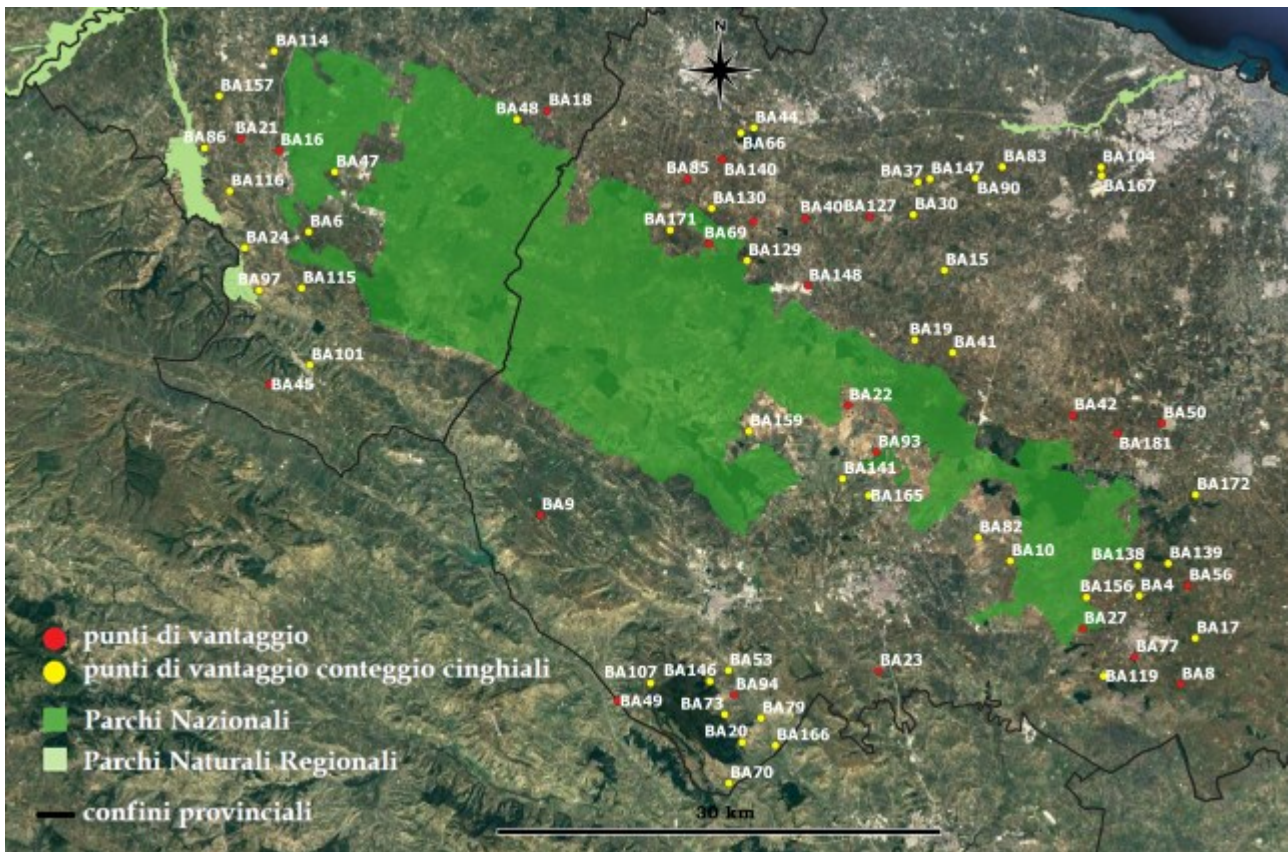 N
BA114
BA157
BA48
BA18
BA44
BA66
BA21
BA86
BA16
BA47
BA140
BA85
BA83
BA104
BA37
BA147
BA90
BA167
BA116
BA130
BA6
BA171
BA69
BA40
BA127
BA30
BA24
BA129
BA15
BA97
BA115
BA148
BA19
BA41
BA101
BA45
BA22
BA42
BA50
BA159
BA181
BA93
BA141
BA165
BA172
BA9
BA82
BA10
BA138
BA139
BA156
BA4
BA56
BA27
BA17
BA77
BA107
BA146
BA53
BA23
BA119
BA8
BA49
BA94
BA73
BA79
BA20
BA166
BA70
punti di vantaggio
punti di vantaggio conteggio cinghiali
Parchi Nazionali
Parchi Naturali Regionali
confini provinciali
30 km